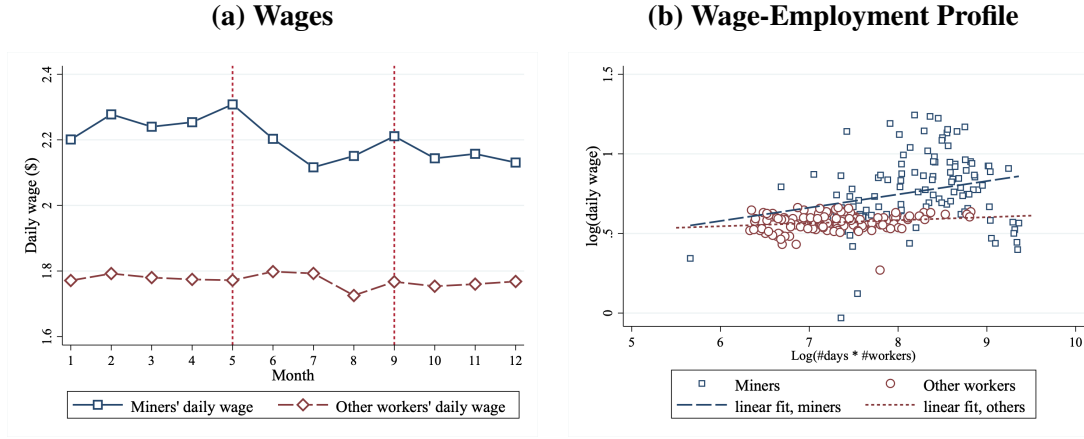 (a) Wages
2.4
2.2
2
1.8
1.6
Daily wage ($)
1 2 3 4 5 6 7 8 9 10 11 12
Month
Miners' daily wage Other workers' daily wage
(b) Wage-Employment Profile
1.5
1
.5
0
log(daily wage)
5 6 7 8 9 10
Log(#days * #workers)
Miners Other workers
linear fit, miners linear fit, others